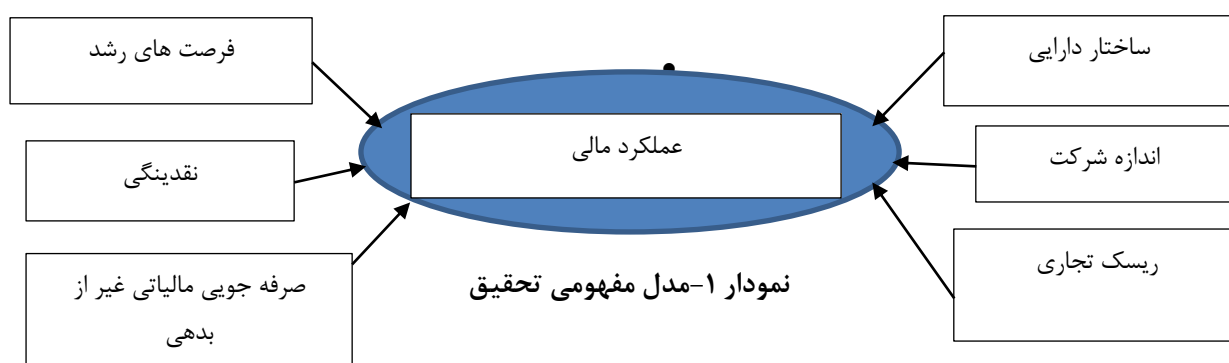 ساختار دارایی
فرصت های رشد
عملکرد مالی
اندازه شرکت
نقدینگی
ریسک تجاری
صرفه جویی مالیاتی غیر از
بدهی
نمودار ۱-مدل مفهومی تحقیق